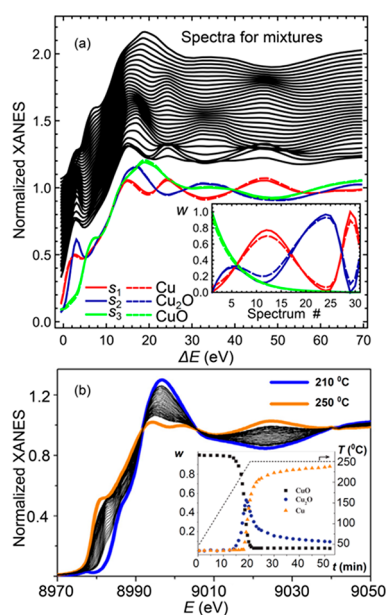 (a) Spectra for mixtures
Normalized XANES
2.0
1.5
1.0
0.5
0.0
w
1.0
0.8
0.6
0.4
0.2
0.0
5 10 15 20 25 30
Spectrum #
s₁ Cu
s₂ Cu₂O
s₃ CuO
0 10 20 30 40 50 60 70
ΔE (eV)
(b)
210 ⁰C
250 ⁰C
Normalized XANES
1.2
0.8
0.4
w
0.8
0.6
0.4
0.2
T (⁰C)
250
200
150
100
50
CuO
Cu₂O
Cu
0 10 20 30 40 50 t (min)
8970 8990 9010 9030 9050
E (eV)